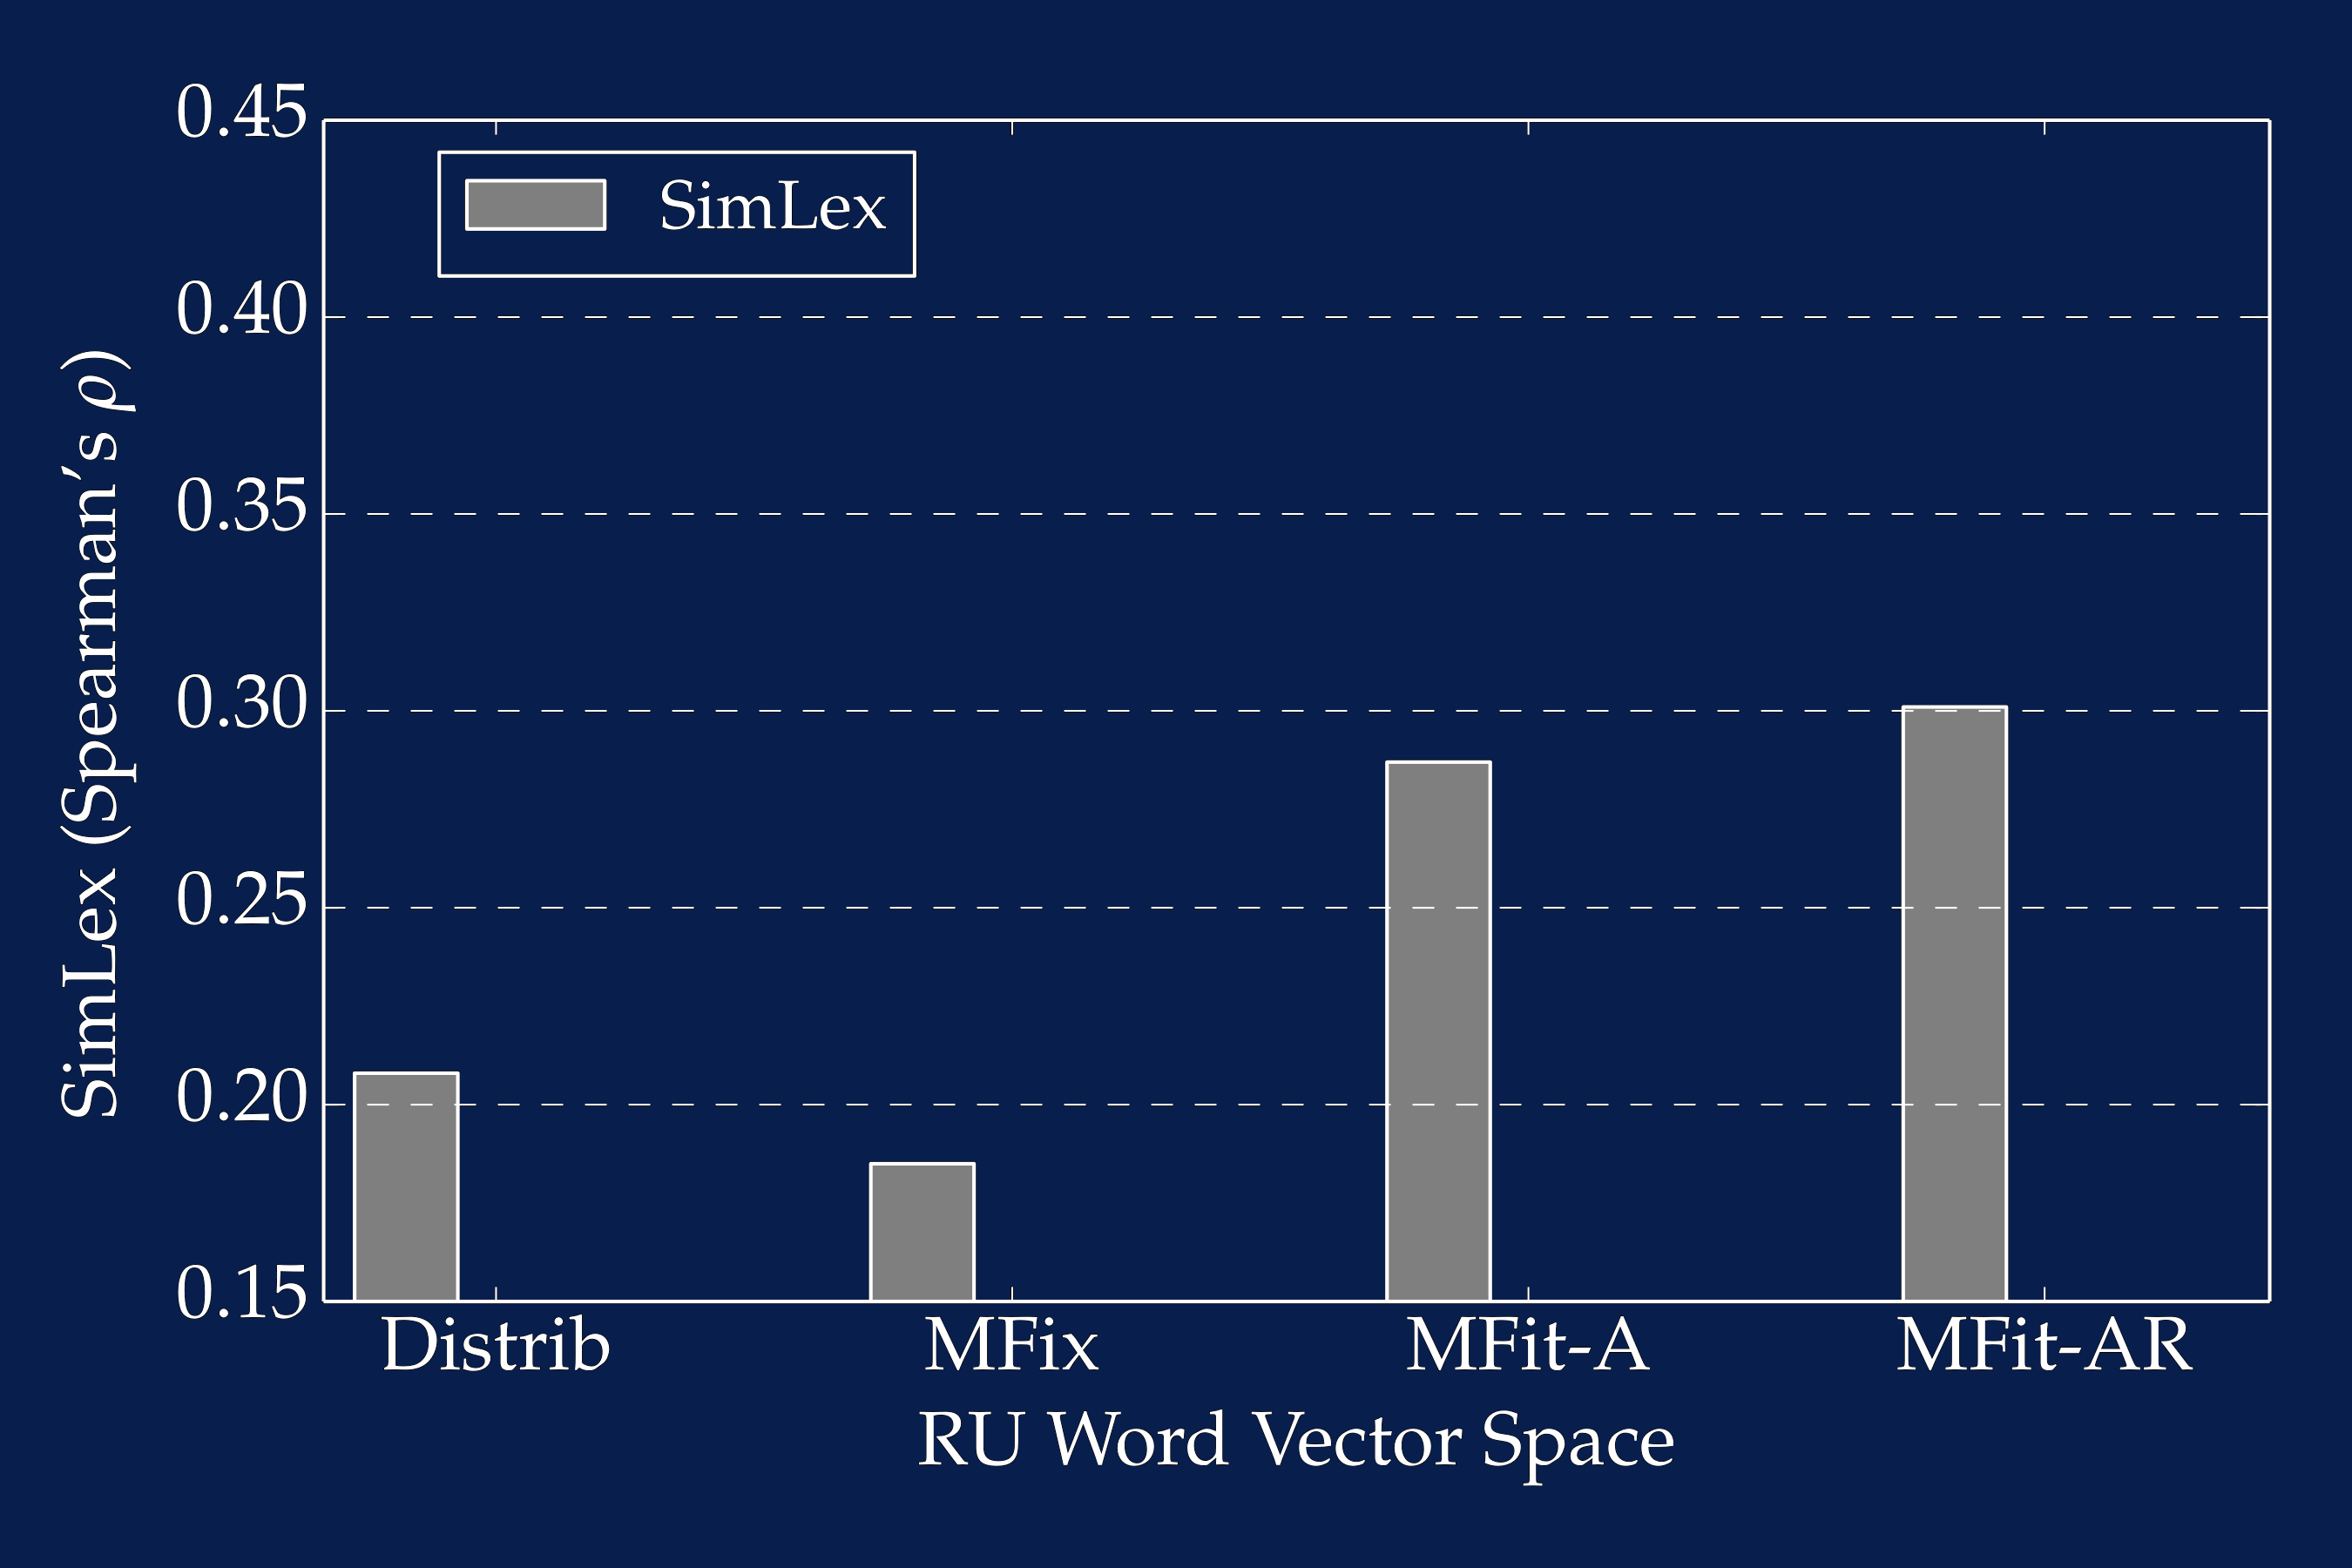 SimLex
0.45
0.40
0.35
0.30
0.25
0.20
0.15
SimLex (Spearman's ρ)
Distrib MFix MFit-A MFit-AR
RU Word Vector Space